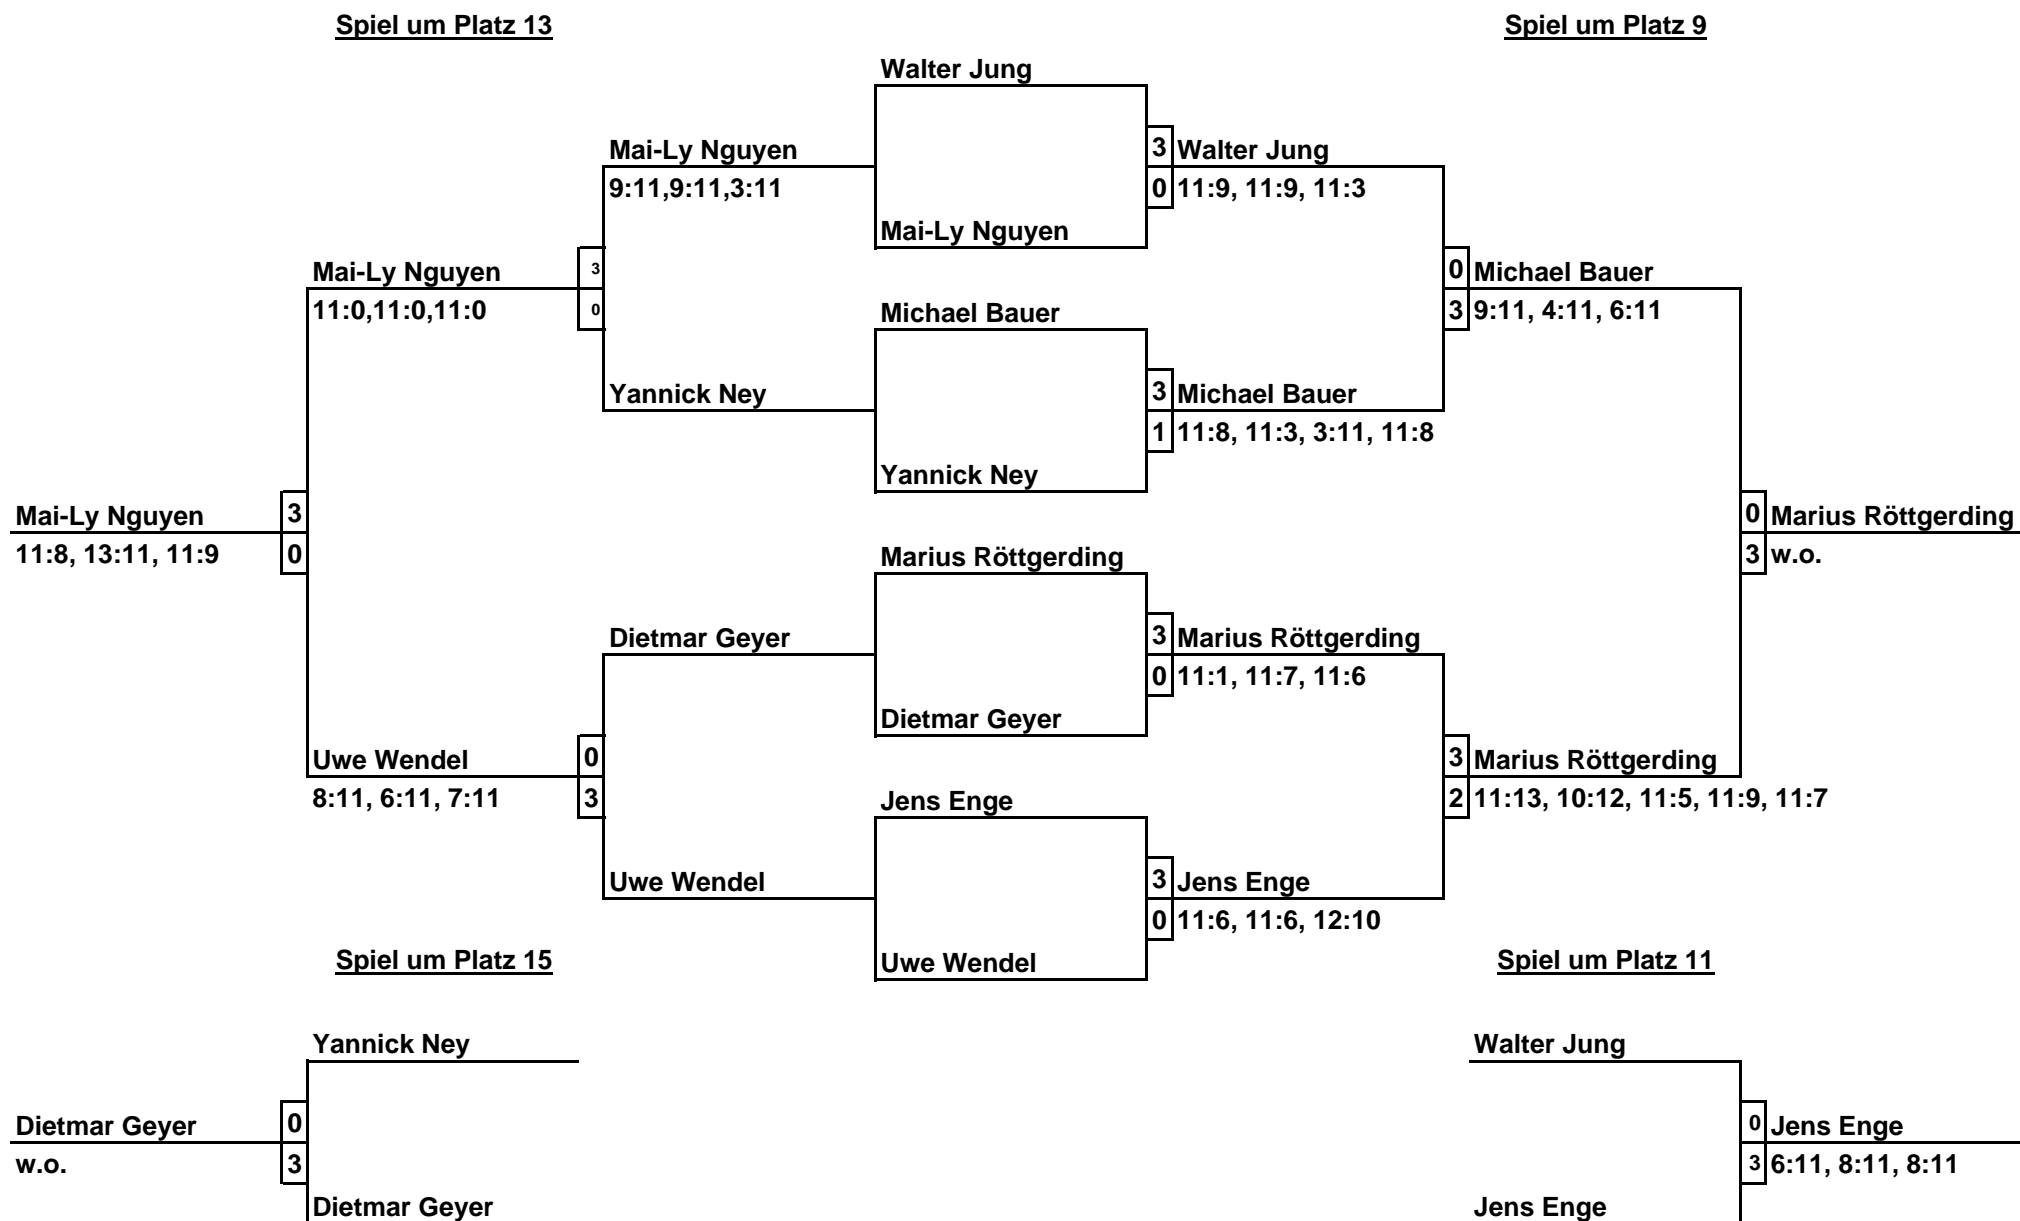 Spiel um Platz 13
Spiel um Platz 9
Walter Jung
Mai-Ly Nguyen
3 Walter Jung
9:11,9:11,3:11
0 11:9, 11:9, 11:3
Mai-Ly Nguyen
Mai-Ly Nguyen
3
0 Michael Bauer
11:0,11:0,11:0
0
Michael Bauer
3 9:11, 4:11, 6:11
Yannick Ney
3 Michael Bauer
1 11:8, 11:3, 3:11, 11:8
Yannick Ney
Mai-Ly Nguyen
3
0 Marius Röttgerding
11:8, 13:11, 11:9
0
Marius Röttgerding
3 w.o.
Dietmar Geyer
3 Marius Röttgerding
0 11:1, 11:7, 11:6
Dietmar Geyer
Uwe Wendel
0
3 Marius Röttgerding
8:11, 6:11, 7:11
3
Jens Enge
2 11:13, 10:12, 11:5, 11:9, 11:7
Uwe Wendel
3 Jens Enge
0 11:6, 11:6, 12:10
Spiel um Platz 15
Uwe Wendel
Spiel um Platz 11
Yannick Ney
Walter Jung
Dietmar Geyer
0
0 Jens Enge
w.o.
3
3 6:11, 8:11, 8:11
Dietmar Geyer
Jens Enge